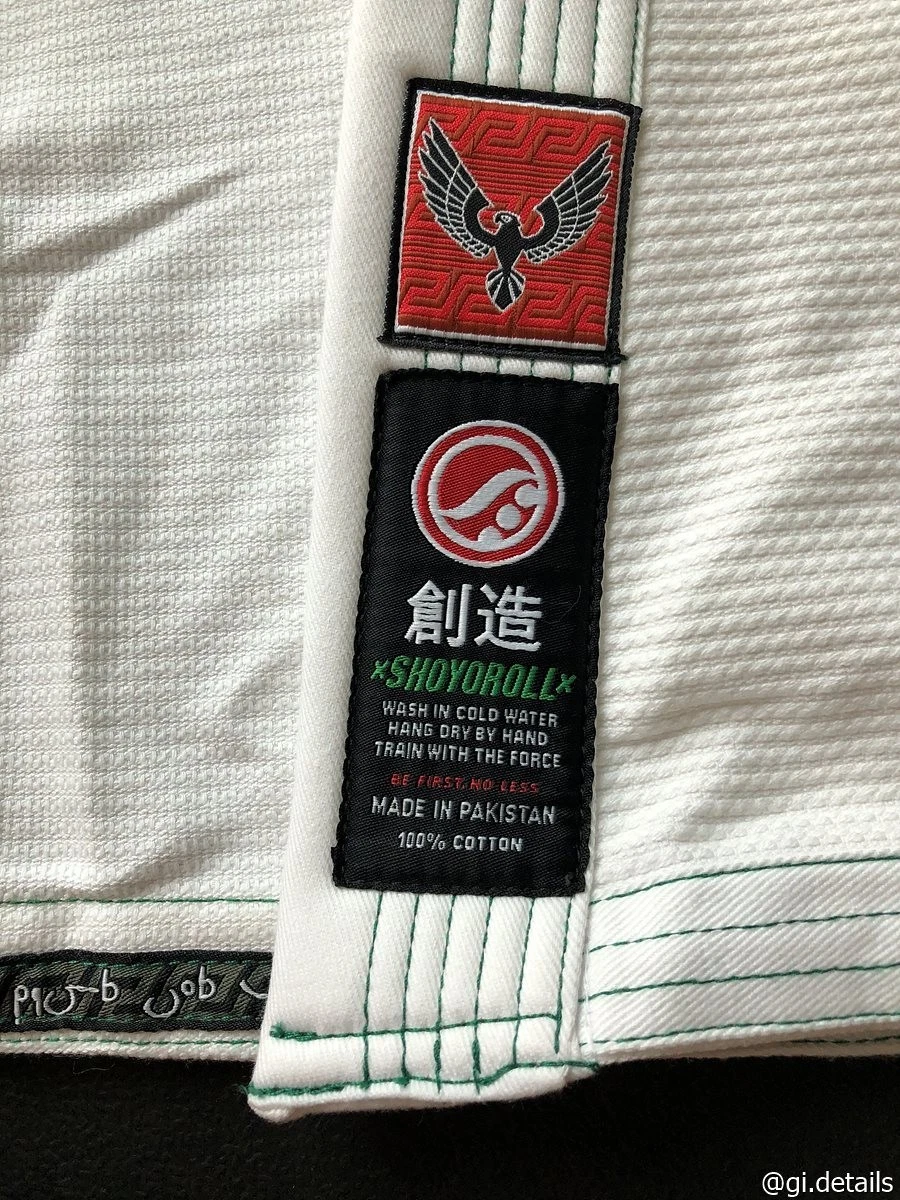 創造
*SHOYOROLL*
WASH IN COLD WATER
HANG DRY BY HAND
TRAIN WITH THE FORCE
BE FIRST. NO LESS
MADE IN PAKISTAN
100% COTTON
@gi.details